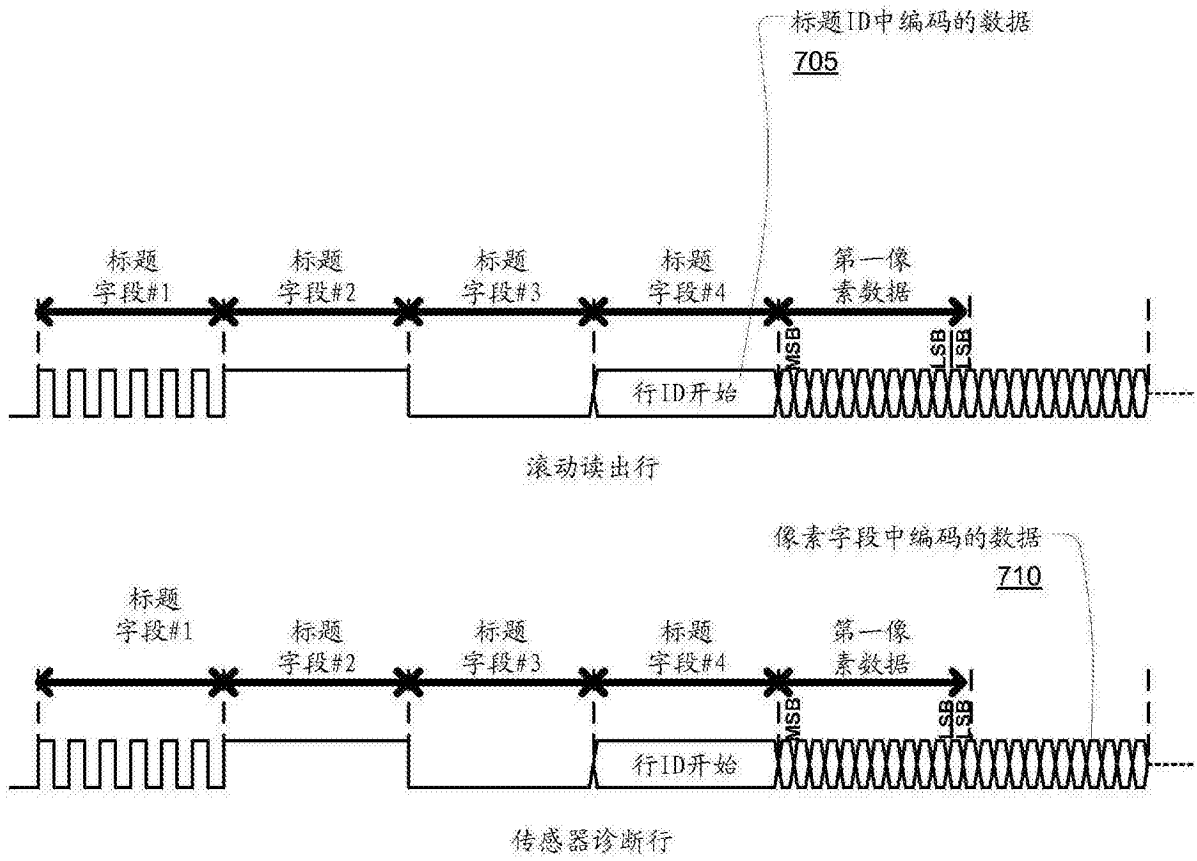 标题ID中编码的数据
705
标题
字段#1
标题
字段#2
标题
字段#3
标题
字段#4
第一像
素数据
MSB
LSB
LSB
行ID开始
滚动读出行
像素字段中编码的数据
710
标题
字段#1
标题
字段#2
标题
字段#3
标题
字段#4
第一像
素数据
MSB
LSB
LSB
行ID开始
传感器诊断行